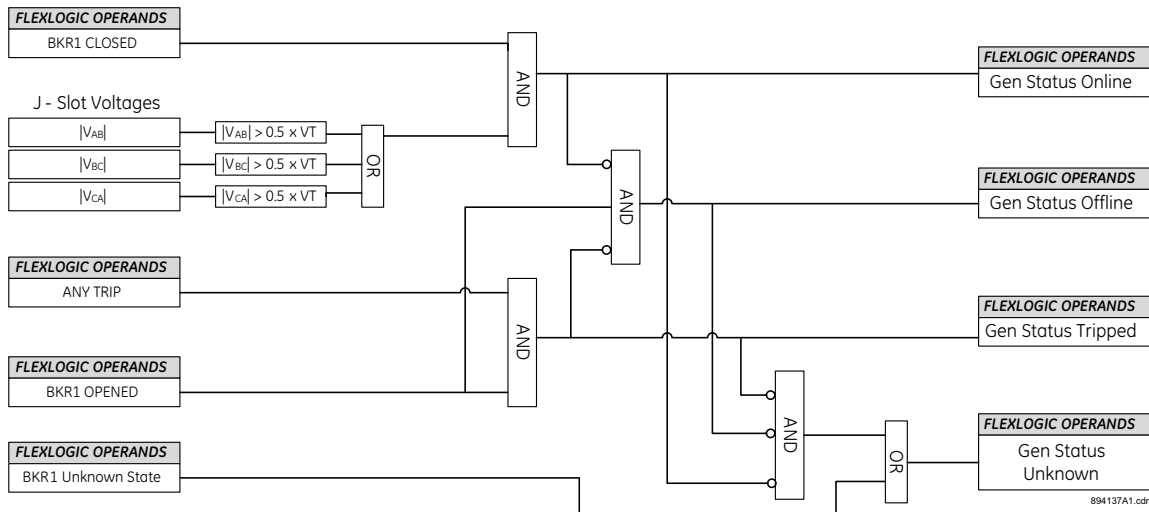 FLEXLOGIC OPERANDS
BKR1 CLOSED
J - Slot Voltages
|VAB|
|VAB| > 0.5 x VT
|VBC|
|VBC| > 0.5 x VT
|VCA|
|VCA| > 0.5 x VT
OR
AND
FLEXLOGIC OPERANDS
Gen Status Online
AND
FLEXLOGIC OPERANDS
Gen Status Offline
FLEXLOGIC OPERANDS
ANY TRIP
FLEXLOGIC OPERANDS
BKR1 OPENED
AND
FLEXLOGIC OPERANDS
Gen Status Tripped
FLEXLOGIC OPERANDS
BKR1 Unknown State
AND
OR
FLEXLOGIC OPERANDS
Gen Status
Unknown
894137A1.cdr